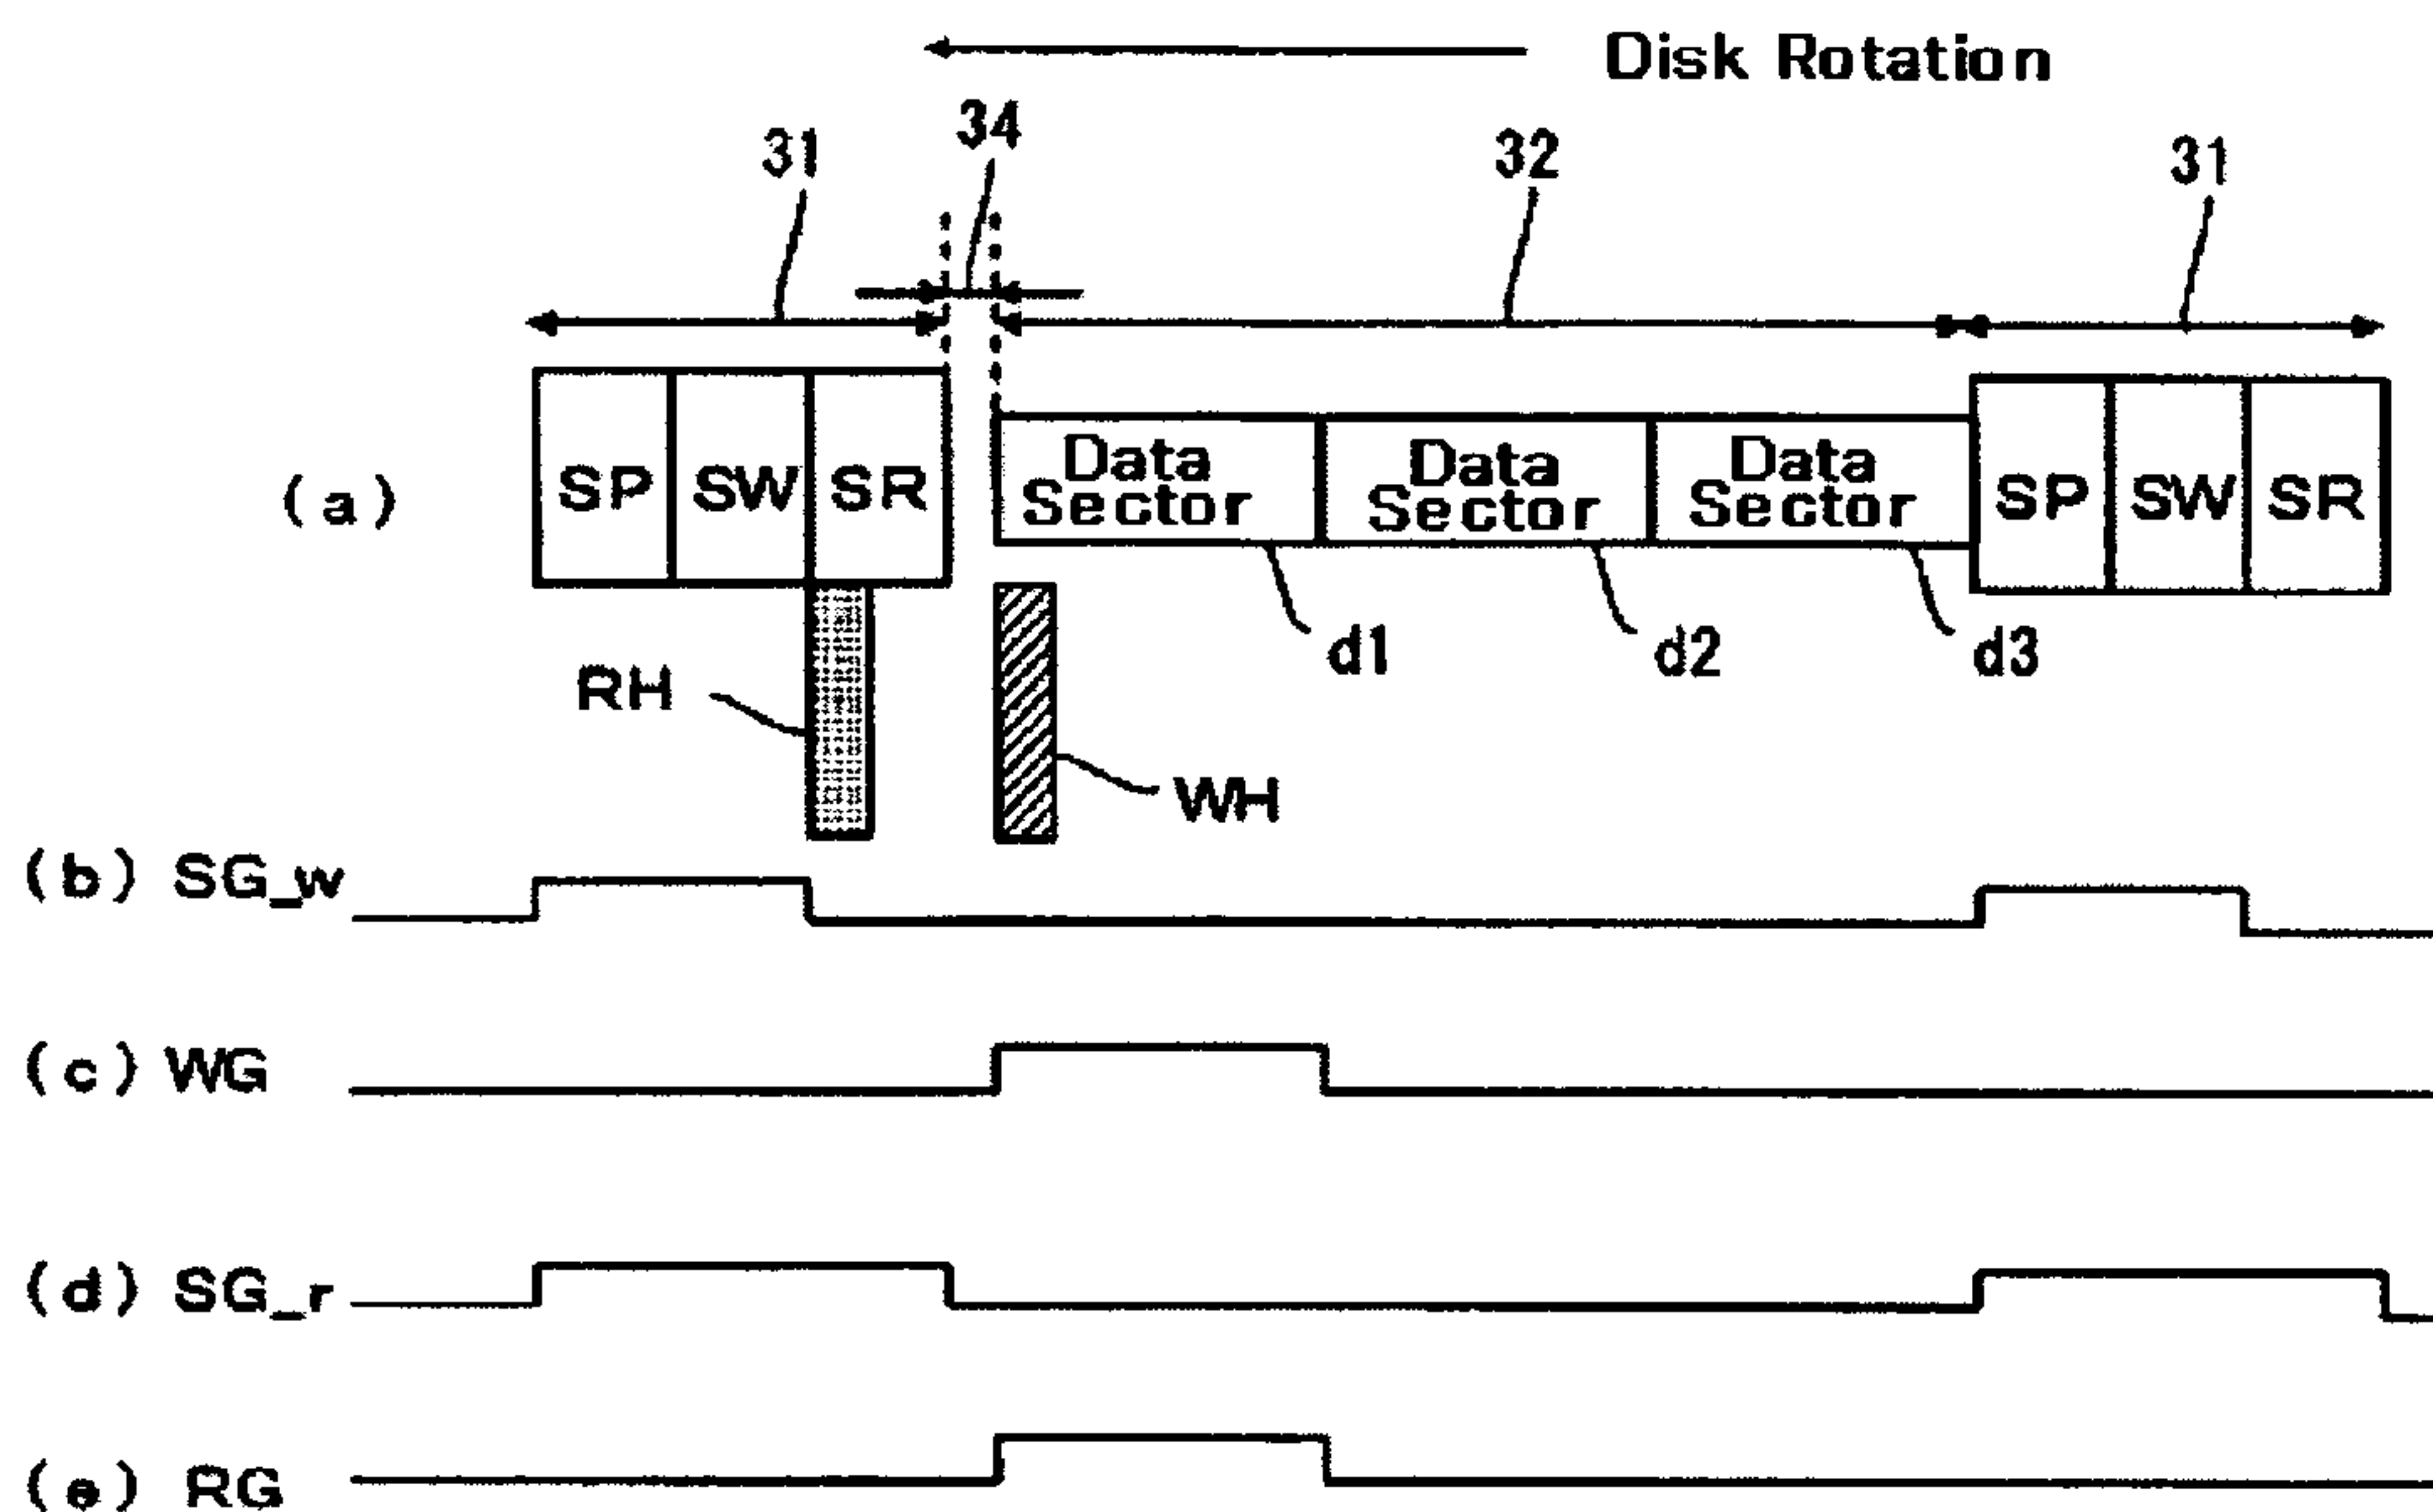 Disk Rotation
31
34
32
31
(a)
SP SW SR
Data Sector
Data Sector
Data Sector
SP SW SR
d1
d2
d3
RH
WH
(b) SG_w
(c) WG
(d) SG_r
(e) RG